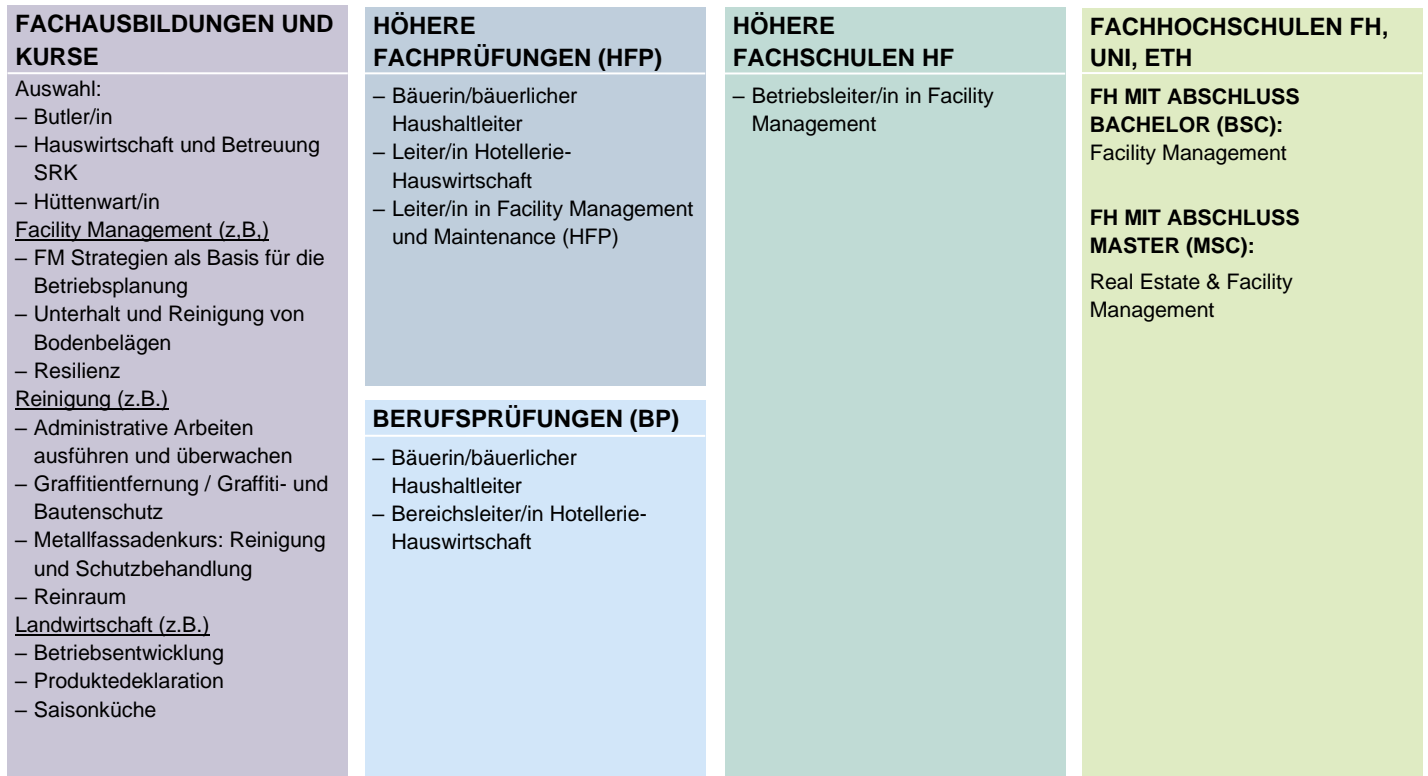 FACHAUSBILDUNGEN UND
KURSE
Auswahl:
– Butler/in
– Hauswirtschaft und Betreuung
SRK
– Hüttenwart/in
Facility Management (z,B,)
– FM Strategien als Basis für die
Betriebsplanung
– Unterhalt und Reinigung von
Bodenbelägen
– Resilienz
Reinigung (z.B.)
– Administrative Arbeiten
ausführen und überwachen
– Graffitientfernung / Graffiti- und
Bautenschutz
– Metallfassadenkurs: Reinigung
und Schutzbehandlung
– Reinraum
Landwirtschaft (z.B.)
– Betriebsentwicklung
– Produktedeklaration
– Saisonküche
HÖHERE
FACHPRÜFUNGEN (HFP)
– Bäuerin/bäuerlicher
Haushaltleiter
– Leiter/in Hotellerie-
Hauswirtschaft
– Leiter/in in Facility Management
und Maintenance (HFP)
BERUFSPRÜFUNGEN (BP)
– Bäuerin/bäuerlicher
Haushaltleiter
– Bereichsleiter/in Hotellerie-
Hauswirtschaft
HÖHERE
FACHSCHULEN HF
– Betriebsleiter/in in Facility
Management
FACHHOCHSCHULEN FH,
UNI, ETH
FH MIT ABSCHLUSS
BACHELOR (BSC):
Facility Management
FH MIT ABSCHLUSS
MASTER (MSC):
Real Estate & Facility
Management